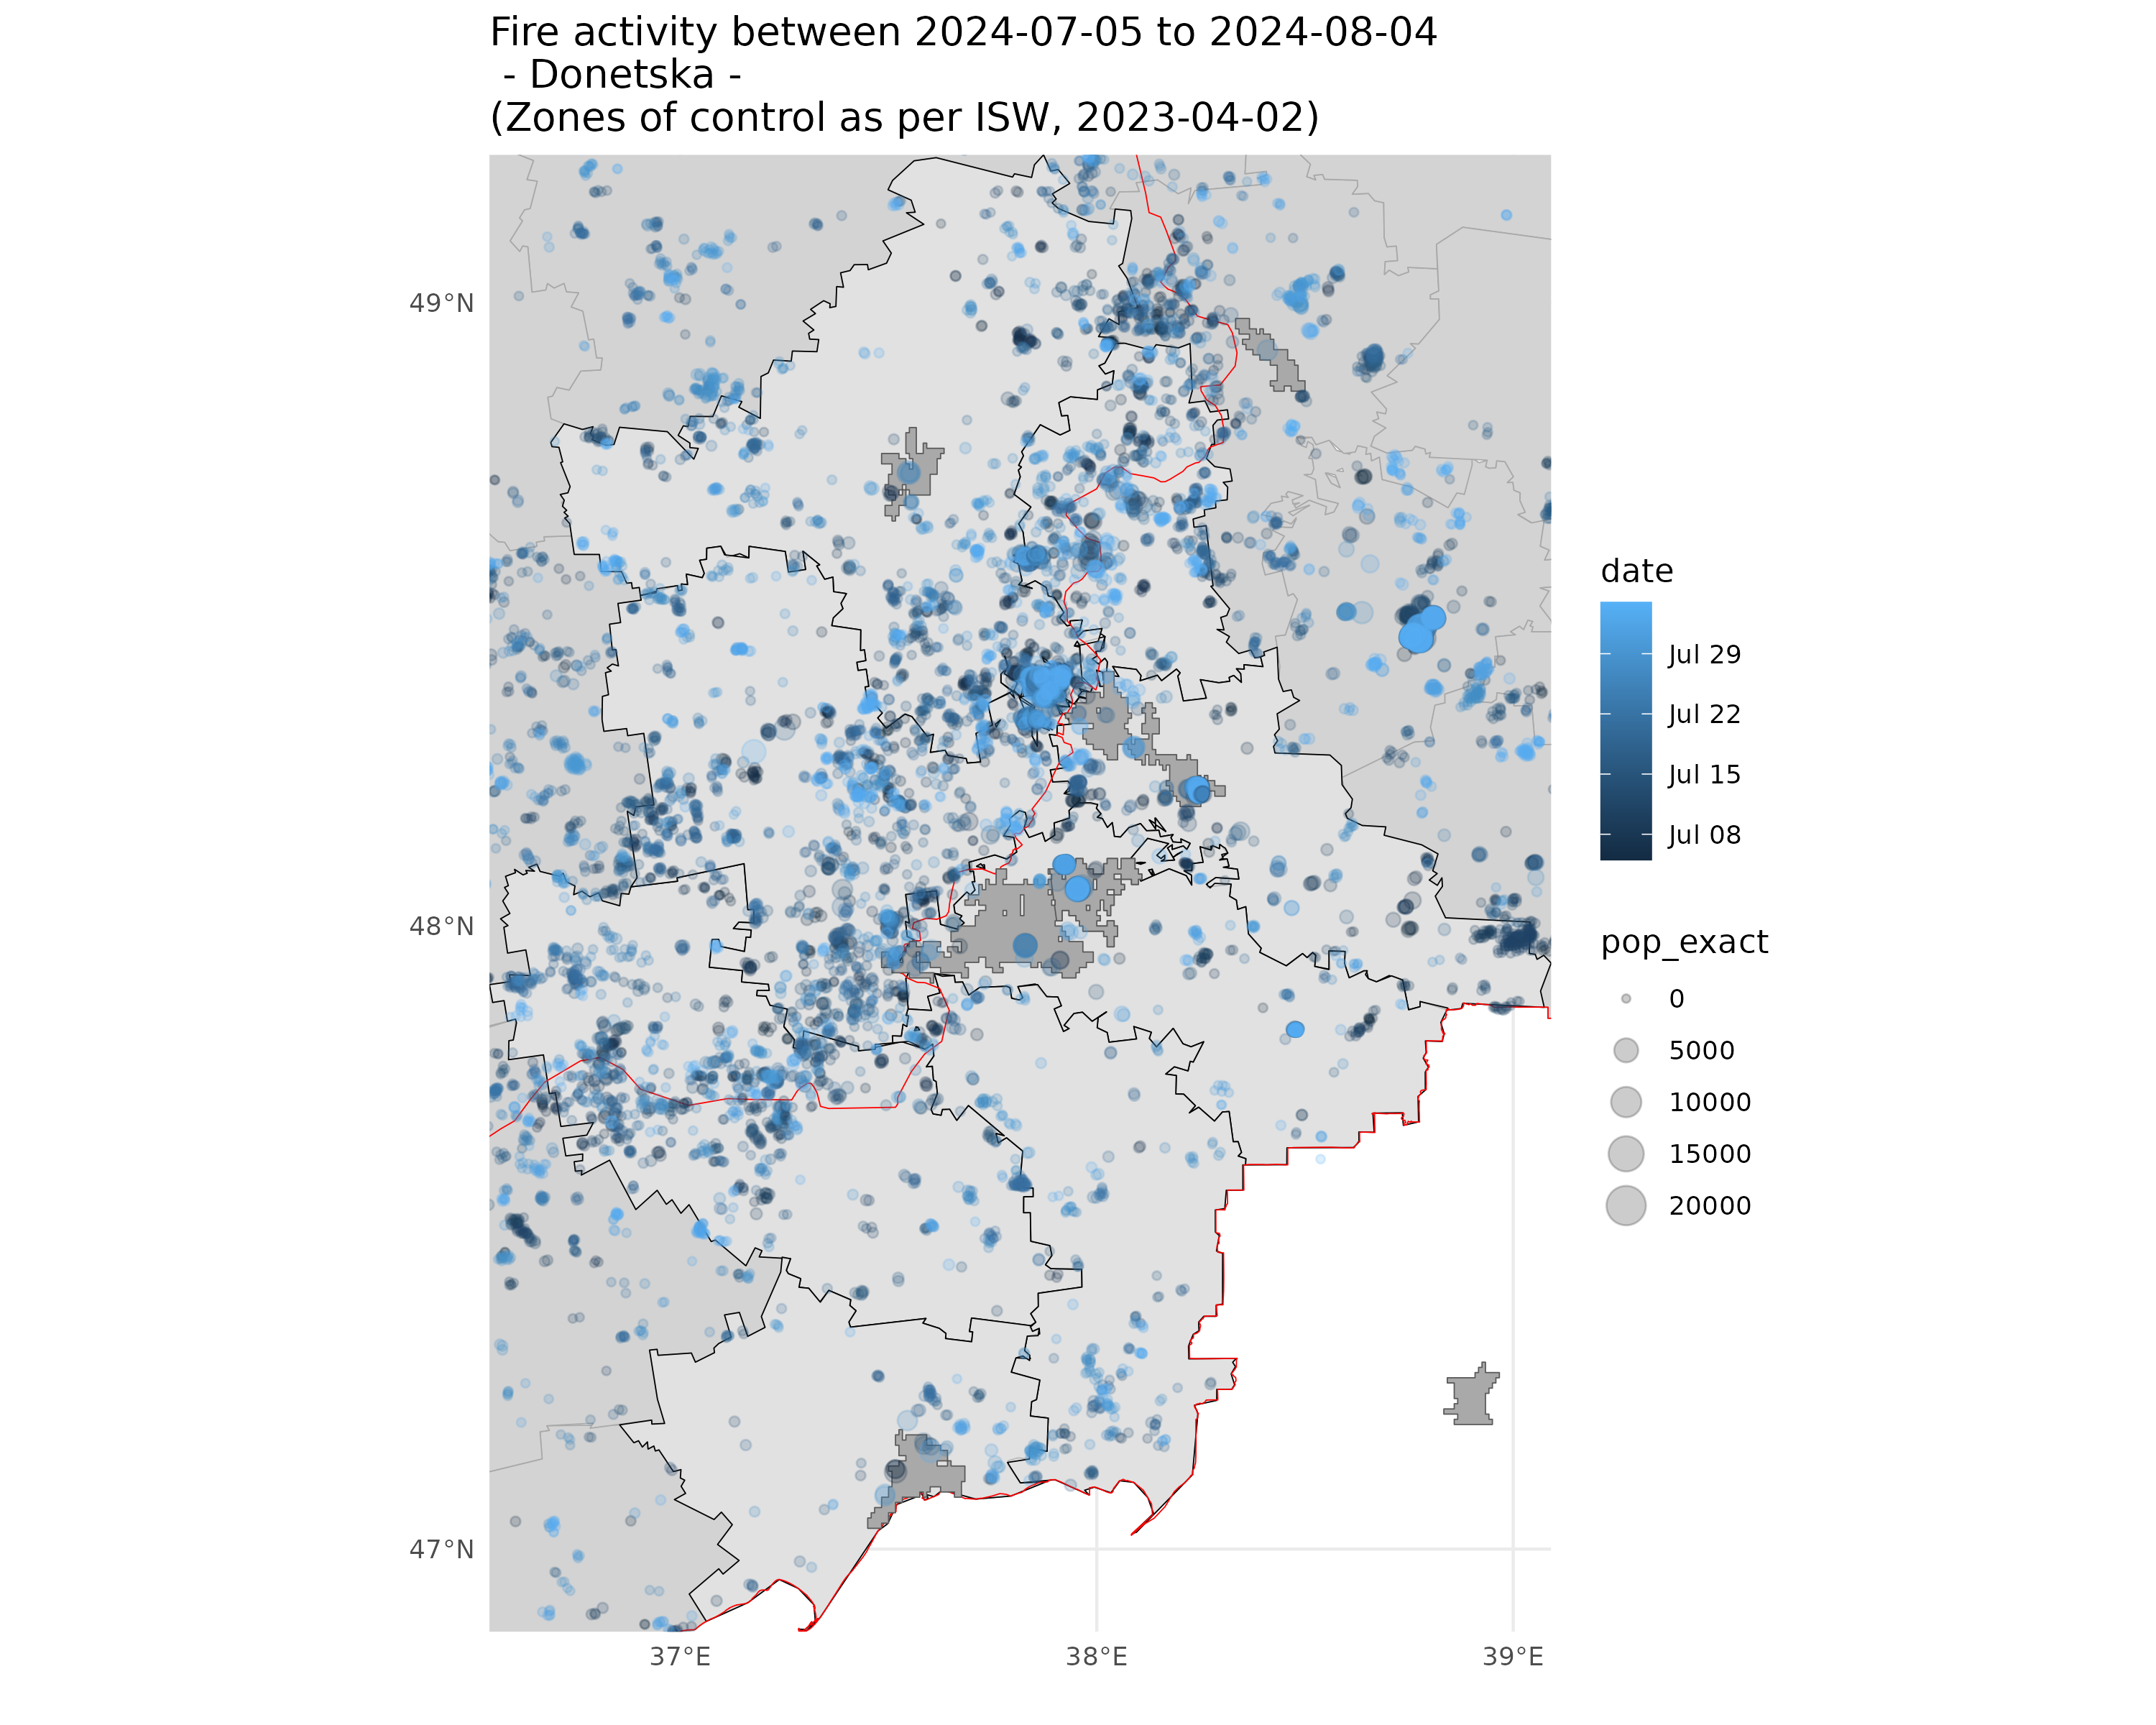 Fire activity between 2024-07-05 to 2024-08-04
- Donetska -
(Zones of control as per ISW, 2023-04-02)
49°N
48°N
47°N
37°E
38°E
39°E
date
Jul 29
Jul 22
Jul 15
Jul 08
pop_exact
0
5000
10000
15000
20000